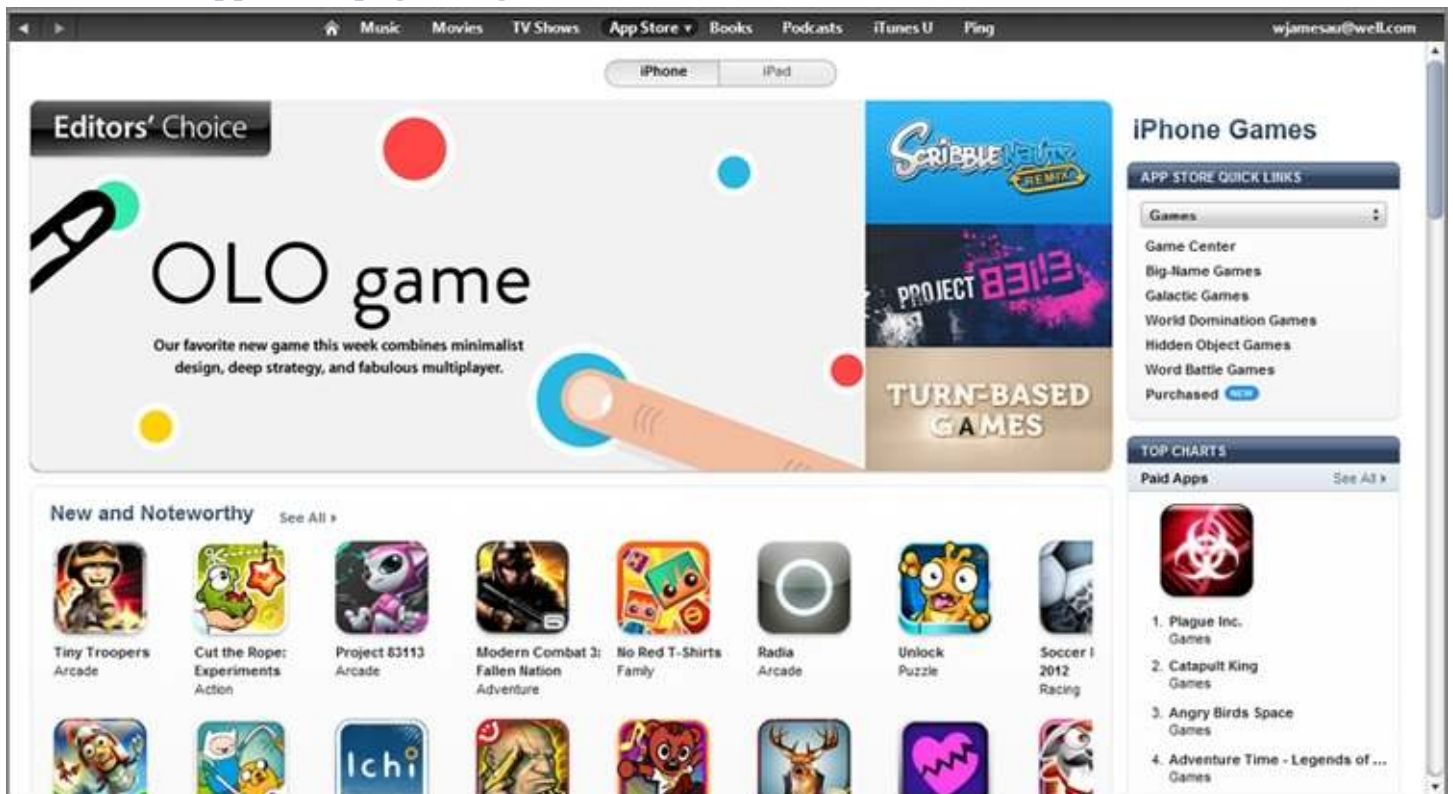 Music Movies TV Shows App Store Books Podcasts iTunes U Ping wjamesau@well.com
iPhone iPad
Editors' Choice
OLO game
Our favorite new game this week combines minimalist
design, deep strategy, and fabulous multiplayer.
SCRIBBLENAUTS
REMIX
PROJECT 83113
TURN-BASED
GAMES
iPhone Games
APP STORE QUICK LINKS
Games
Game Center
Big-Name Games
Galactic Games
World Domination Games
Hidden Object Games
Word Battle Games
Purchased NEW
TOP CHARTS
Paid Apps See All
1. Plague Inc.
Games
2. Catapult King
Games
3. Angry Birds Space
Games
4. Adventure Time - Legends of ...
Games
New and Noteworthy See All
Tiny Troopers
Arcade
Cut the Rope:
Experiments
Action
Project 83113
Arcade
Modern Combat 3:
Fallen Nation
Adventure
No Red T-Shirts
Family
Radia
Arcade
Unlock
Puzzle
Soccer
2012
Racing
Ichi